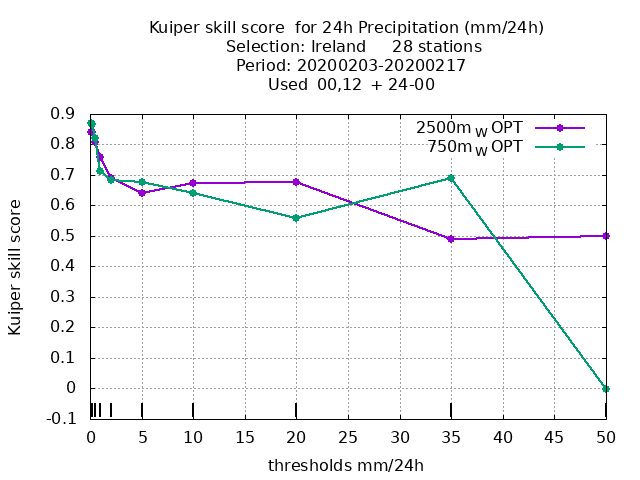 Kuiper skill score  for 24h Precipitation (mm/24h)
Selection: Ireland     28 stations
Period: 20200203-20200217
Used  00,12  + 24-00
2500m W OPT
750m W OPT
Kuiper skill score
0.9
0.8
0.7
0.6
0.5
0.4
0.3
0.2
0.1
0
-0.1
0 5 10 15 20 25 30 35 40 45 50
thresholds mm/24h